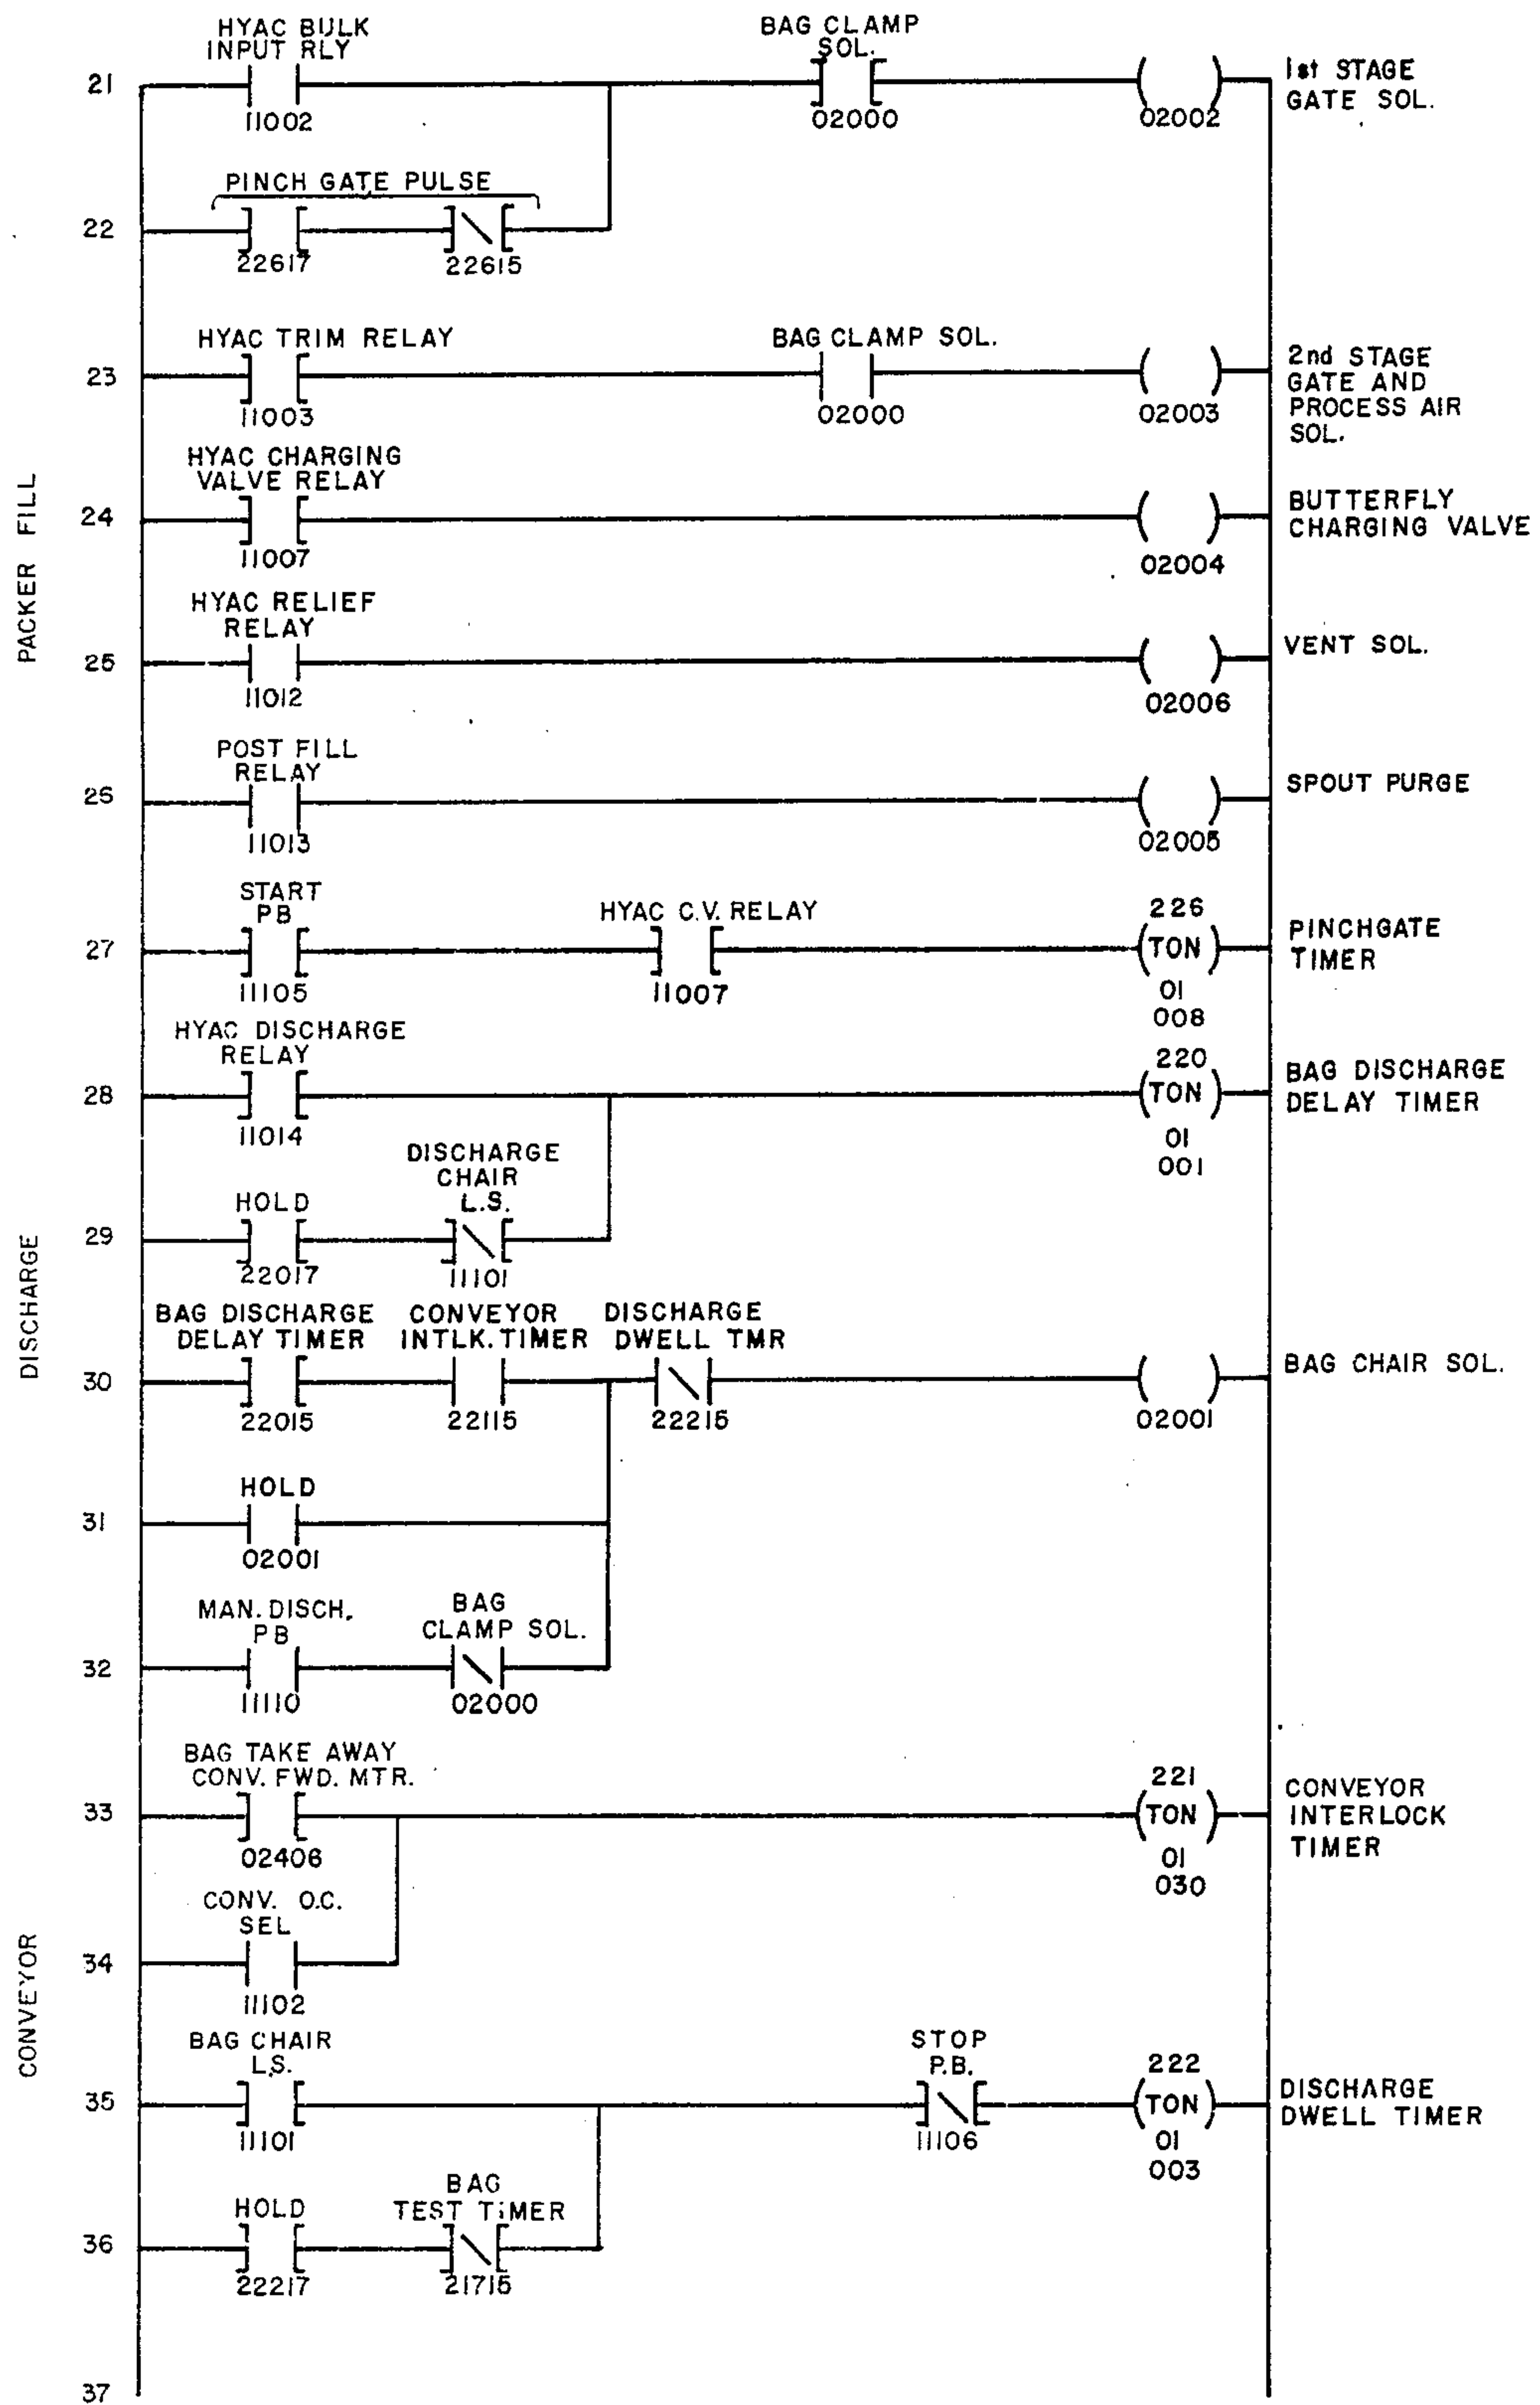 HYAC BULK
INPUT RLY
BAG CLAMP
SOL.
21
11002
02000
02002
1st STAGE
GATE SOL.
PINCH GATE PULSE
22
22617
22615
HYAC TRIM RELAY
BAG CLAMP SOL.
23
11003
02000
02003
2nd STAGE
GATE AND
PROCESS AIR
SOL.
PACKER FILL
HYAC CHARGING
VALVE RELAY
24
11007
02004
BUTTERFLY
CHARGING VALVE
HYAC RELIEF
RELAY
25
11012
02006
VENT SOL.
POST FILL
RELAY
26
11013
02005
SPOUT PURGE
START
PB
HYAC C.V. RELAY
226
27
TON
11105
11007
01
008
PINCHGATE
TIMER
HYAC DISCHARGE
RELAY
220
28
TON
11014
01
001
BAG DISCHARGE
DELAY TIMER
DISCHARGE
HOLD
DISCHARGE
CHAIR
L.S.
29
22017
11101
BAG DISCHARGE
DELAY TIMER
CONVEYOR
INTLK. TIMER
DISCHARGE
DWELL TMR
30
22015
22115
22215
02001
BAG CHAIR SOL.
HOLD
31
02001
MAN. DISCH.
PB
BAG
CLAMP SOL.
32
11110
02000
BAG TAKE AWAY
CONV. FWD. MTR.
221
33
TON
02406
01
030
CONVEYOR
INTERLOCK
TIMER
CONVEYOR
CONV. O.C.
SEL
34
11102
BAG CHAIR
L.S.
STOP
P.B.
222
35
TON
11101
11106
01
003
DISCHARGE
DWELL TIMER
HOLD
BAG
TEST TIMER
36
22217
21715
37